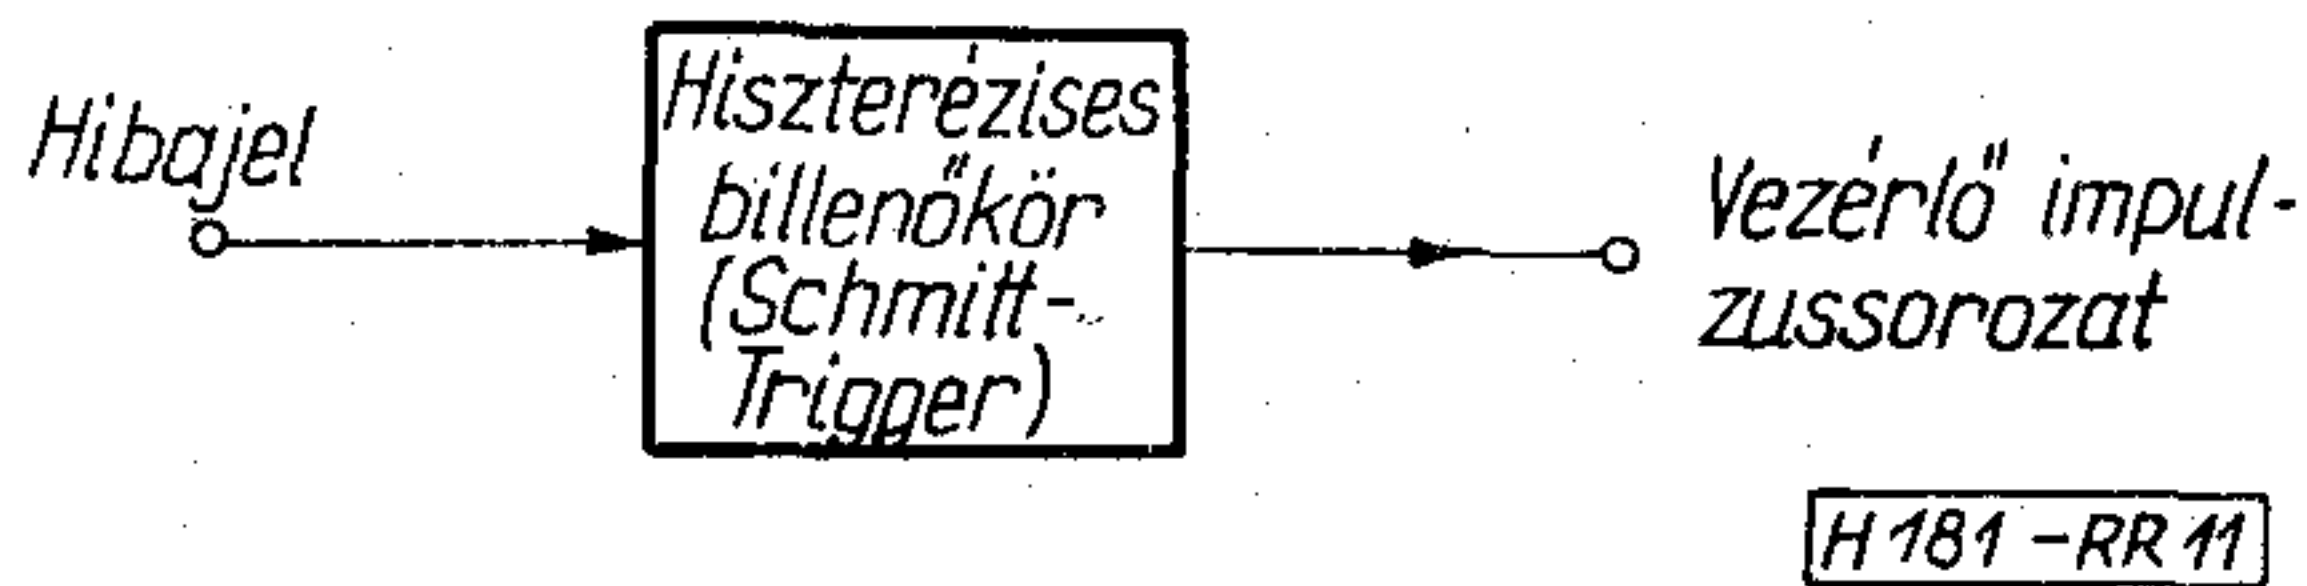 Hibajel
Hiszterézises
billenőkör
(Schmitt-
Trigger)
Vezérlő impul-
zussorozat
H 181 - RR 11